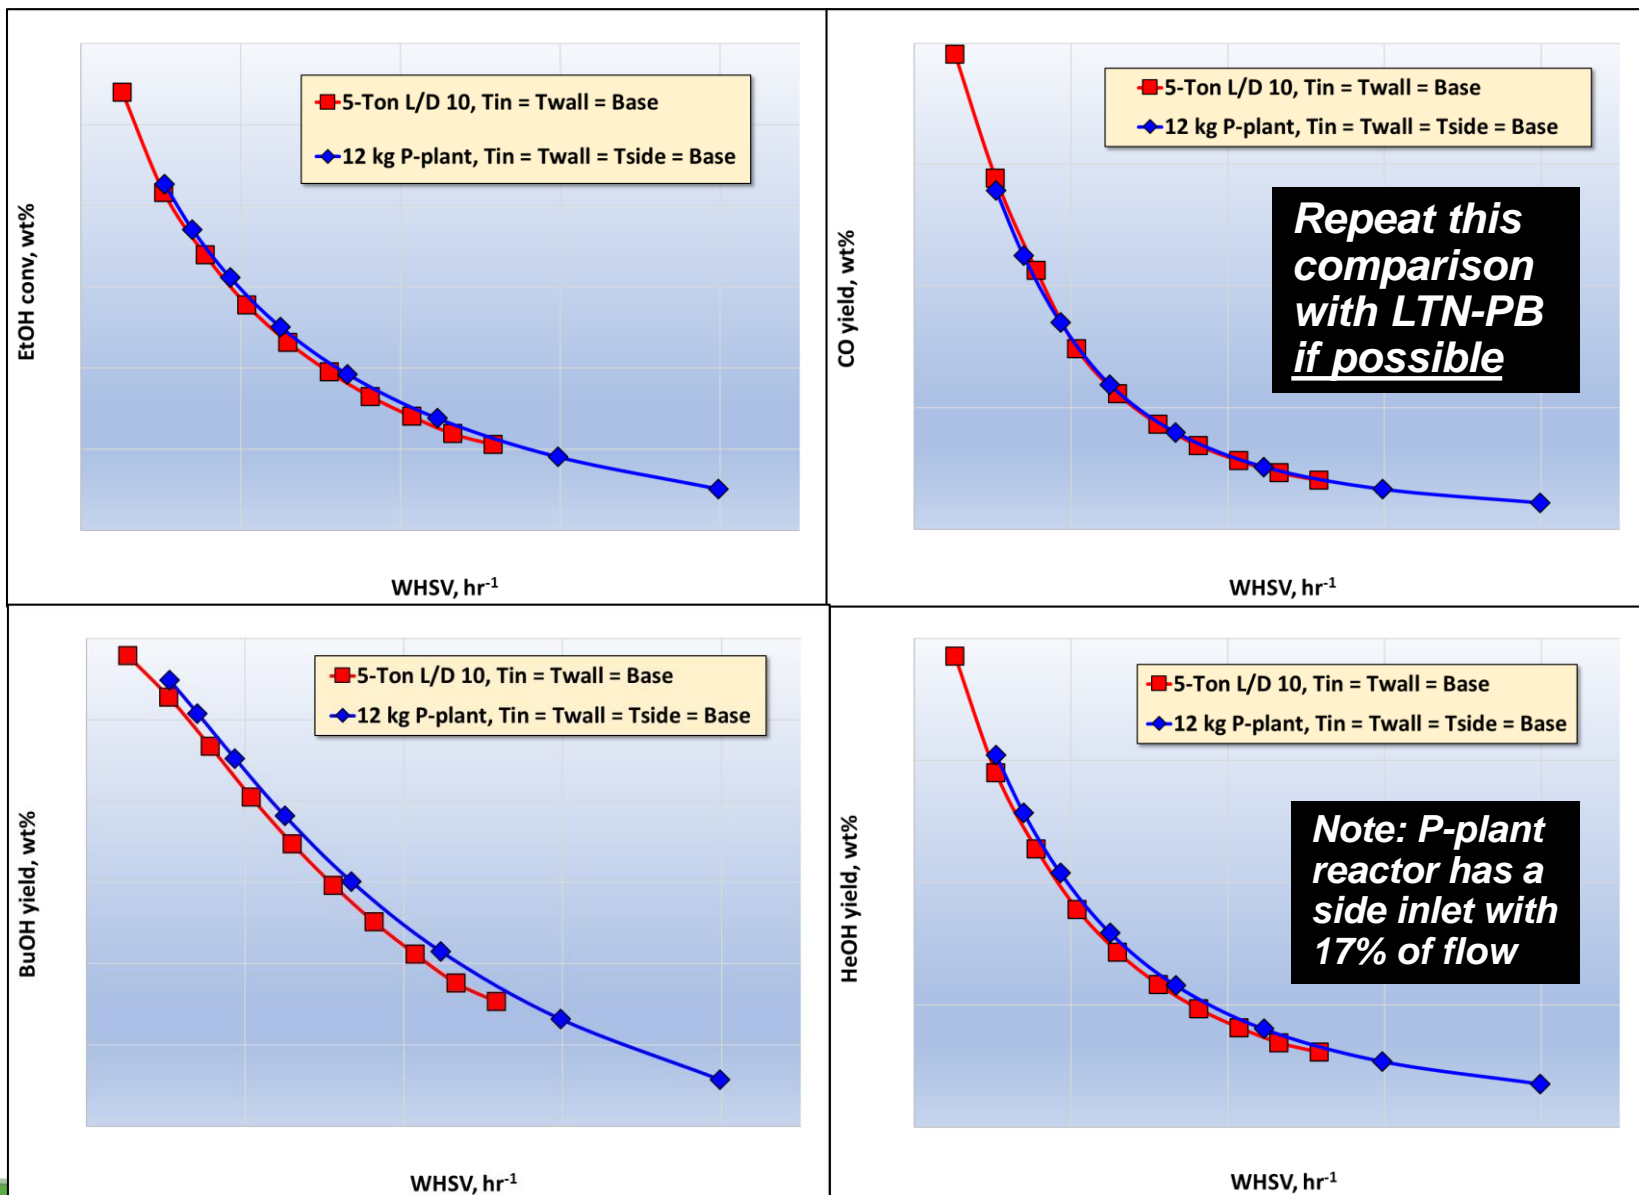 5-Ton L/D 10, Tin = Twall = Base
12 kg P-plant, Tin = Twall = Tside = Base
EtOH conv, wt%
WHSV, hr⁻¹
5-Ton L/D 10, Tin = Twall = Base
12 kg P-plant, Tin = Twall = Tside = Base
CO yield, wt%
Repeat this
comparison
with LTN-PB
if possible
WHSV, hr⁻¹
5-Ton L/D 10, Tin = Twall = Base
12 kg P-plant, Tin = Twall = Tside = Base
BuOH yield, wt%
WHSV, hr⁻¹
5-Ton L/D 10, Tin = Twall = Base
12 kg P-plant, Tin = Twall = Tside = Base
HeOH yield, wt%
Note: P-plant
reactor has a
side inlet with
17% of flow
WHSV, hr⁻¹